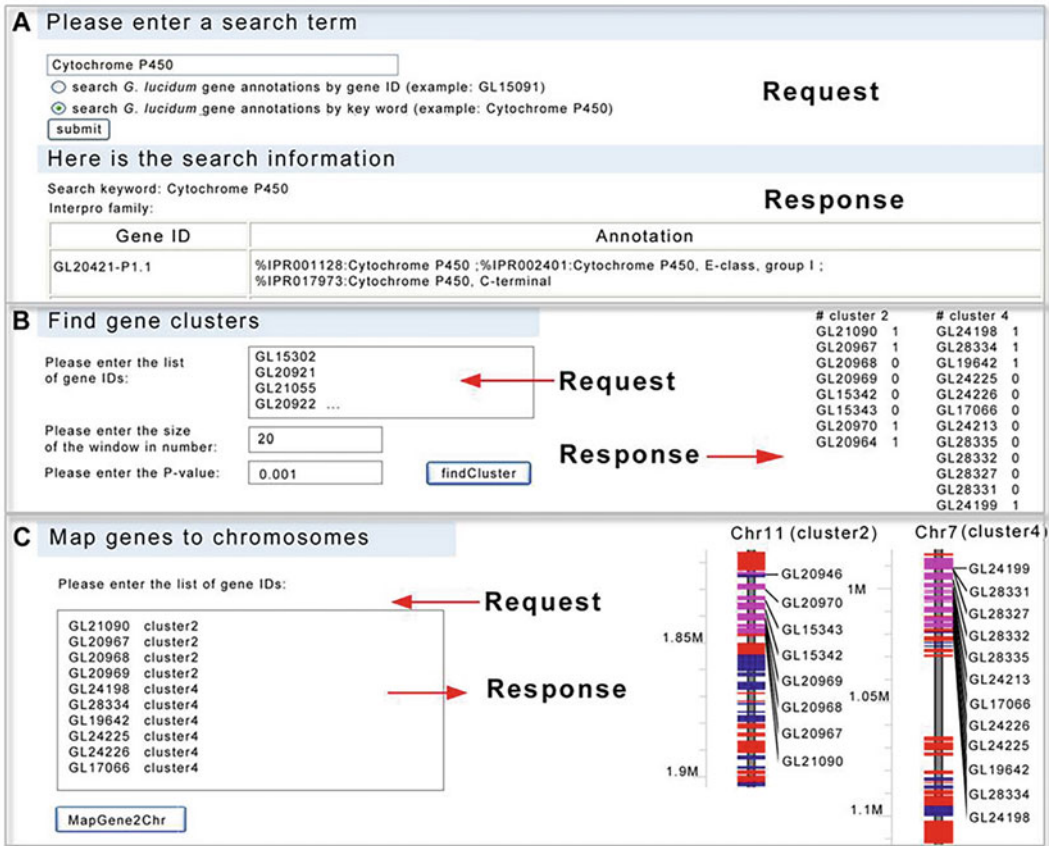 A Please enter a search term
Cytochrome P450
search G. lucidum gene annotations by gene ID (example: GL15091)
search G. lucidum gene annotations by key word (example: Cytochrome P450)
submit
Request
Here is the search information
Search keyword: Cytochrome P450
Interpro family:
Response
Gene ID Annotation
GL20421-P1.1 %IPR001128:Cytochrome P450 ;%IPR002401:Cytochrome P450, E-class, group I ;
%IPR017973:Cytochrome P450, C-terminal
B Find gene clusters
Please enter the list
of gene IDs:
GL15302
GL20921
GL21055
GL20922 ...
Request
Please enter the size
of the window in number:
20
Please enter the P-value:
0.001
findCluster
Response
# cluster 2
GL21090 1
GL20967 1
GL20968 0
GL20969 0
GL15342 0
GL15343 0
GL20970 1
GL20964 1
# cluster 4
GL24198 1
GL28334 1
GL19642 1
GL24225 0
GL24226 0
GL17066 0
GL24213 0
GL28335 0
GL28332 0
GL28327 0
GL28331 0
GL24199 1
C Map genes to chromosomes
Please enter the list of gene IDs:
Request
GL21090 cluster2
GL20967 cluster2
GL20968 cluster2
GL20969 cluster2
GL24198 cluster4
GL28334 cluster4
GL19642 cluster4
GL24225 cluster4
GL24226 cluster4
GL17066 cluster4
Response
MapGene2Chr
Chr11 (cluster2)
1.85M
1.9M
GL20946
GL20970
GL15343
GL15342
GL20969
GL20968
GL20967
GL21090
Chr7 (cluster4)
1M
1.05M
1.1M
GL24199
GL28331
GL28327
GL28332
GL28335
GL24213
GL17066
GL24226
GL24225
GL19642
GL28334
GL24198